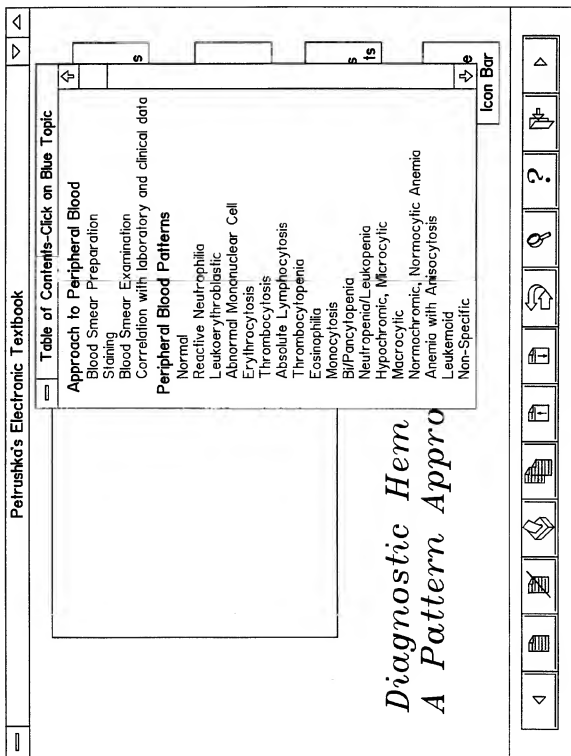 Petrushka's Electronic Textbook
Table of Contents-Click on Blue Topic
Approach to Peripheral Blood
Blood Smear Preparation
Staining
Blood Smear Examination
Correlation with laboratory and clinical data
Peripheral Blood Patterns
Normal
Reactive Neutrophilia
Leukoerythroblastic
Abnormal Mononuclear Cell
Erythrocytosis
Thrombocytosis
Absolute Lymphocytosis
Thrombocytopenia
Eosinophilia
Monocytosis
Bi/Pancytopenia
Neutropenia/Leukopenia
Hypochromic, Microcytic
Macrocytic
Normochromic, Normocytic Anemia
Anemia with Anisocytosis
Leukemoid
Non-Specific
s
s
ts
e
Icon Bar
Diagnostic Hem
A Pattern Appro
?